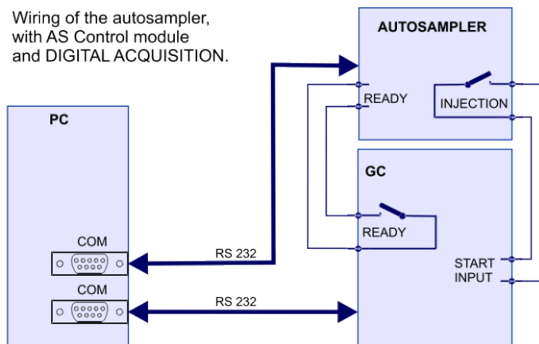 Wiring of the autosampler,
with AS Control module
and DIGITAL ACQUISITION.
AUTOSAMPLER
READY
INJECTION
PC
GC
READY
COM
RS 232
START
INPUT
COM
RS 232